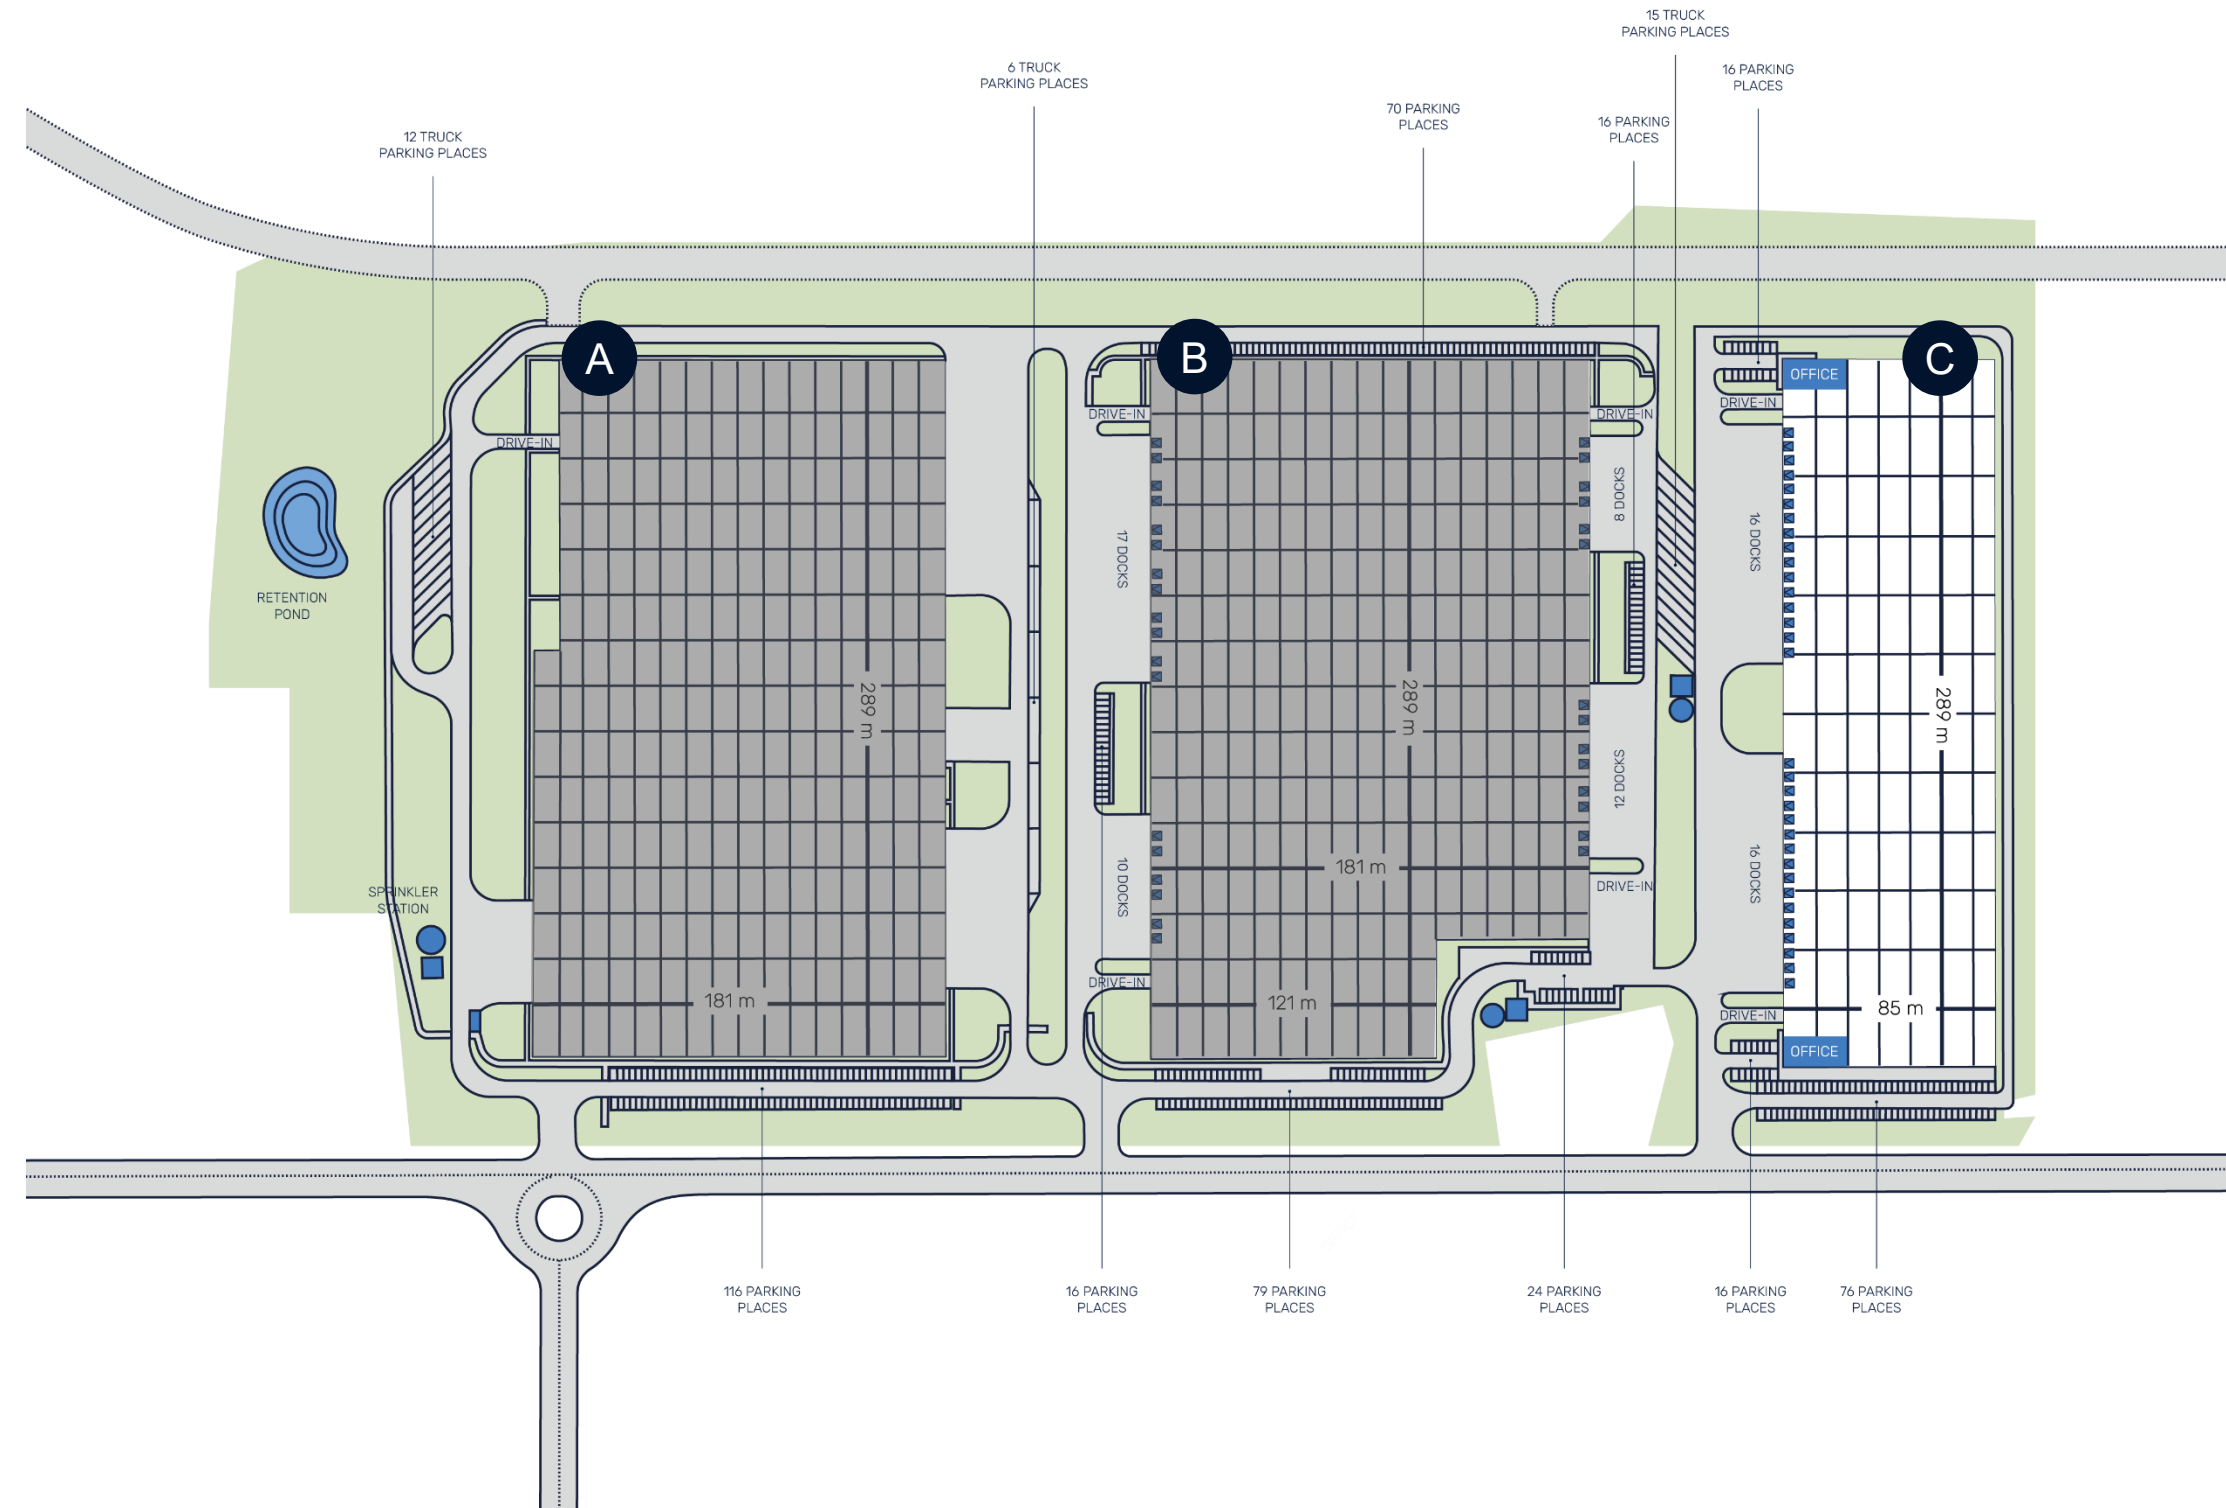 15 TRUCK
PARKING PLACES
6 TRUCK
PARKING PLACES
16 PARKING
PLACES
70 PARKING
PLACES
16 PARKING
PLACES
12 TRUCK
PARKING PLACES
A
B
C
OFFICE
DRIVE-IN
DRIVE-IN
DRIVE-IN
DRIVE-IN
8 DOCKS
17 DOCKS
16 DOCKS
RETENTION
POND
289 m
289 m
289 m
12 DOCKS
181 m
10 DOCKS
16 DOCKS
DRIVE-IN
SPRINKLER
STATION
DRIVE-IN
181 m
121 m
85 m
DRIVE-IN
OFFICE
116 PARKING
PLACES
16 PARKING
PLACES
79 PARKING
PLACES
24 PARKING
PLACES
16 PARKING
PLACES
76 PARKING
PLACES